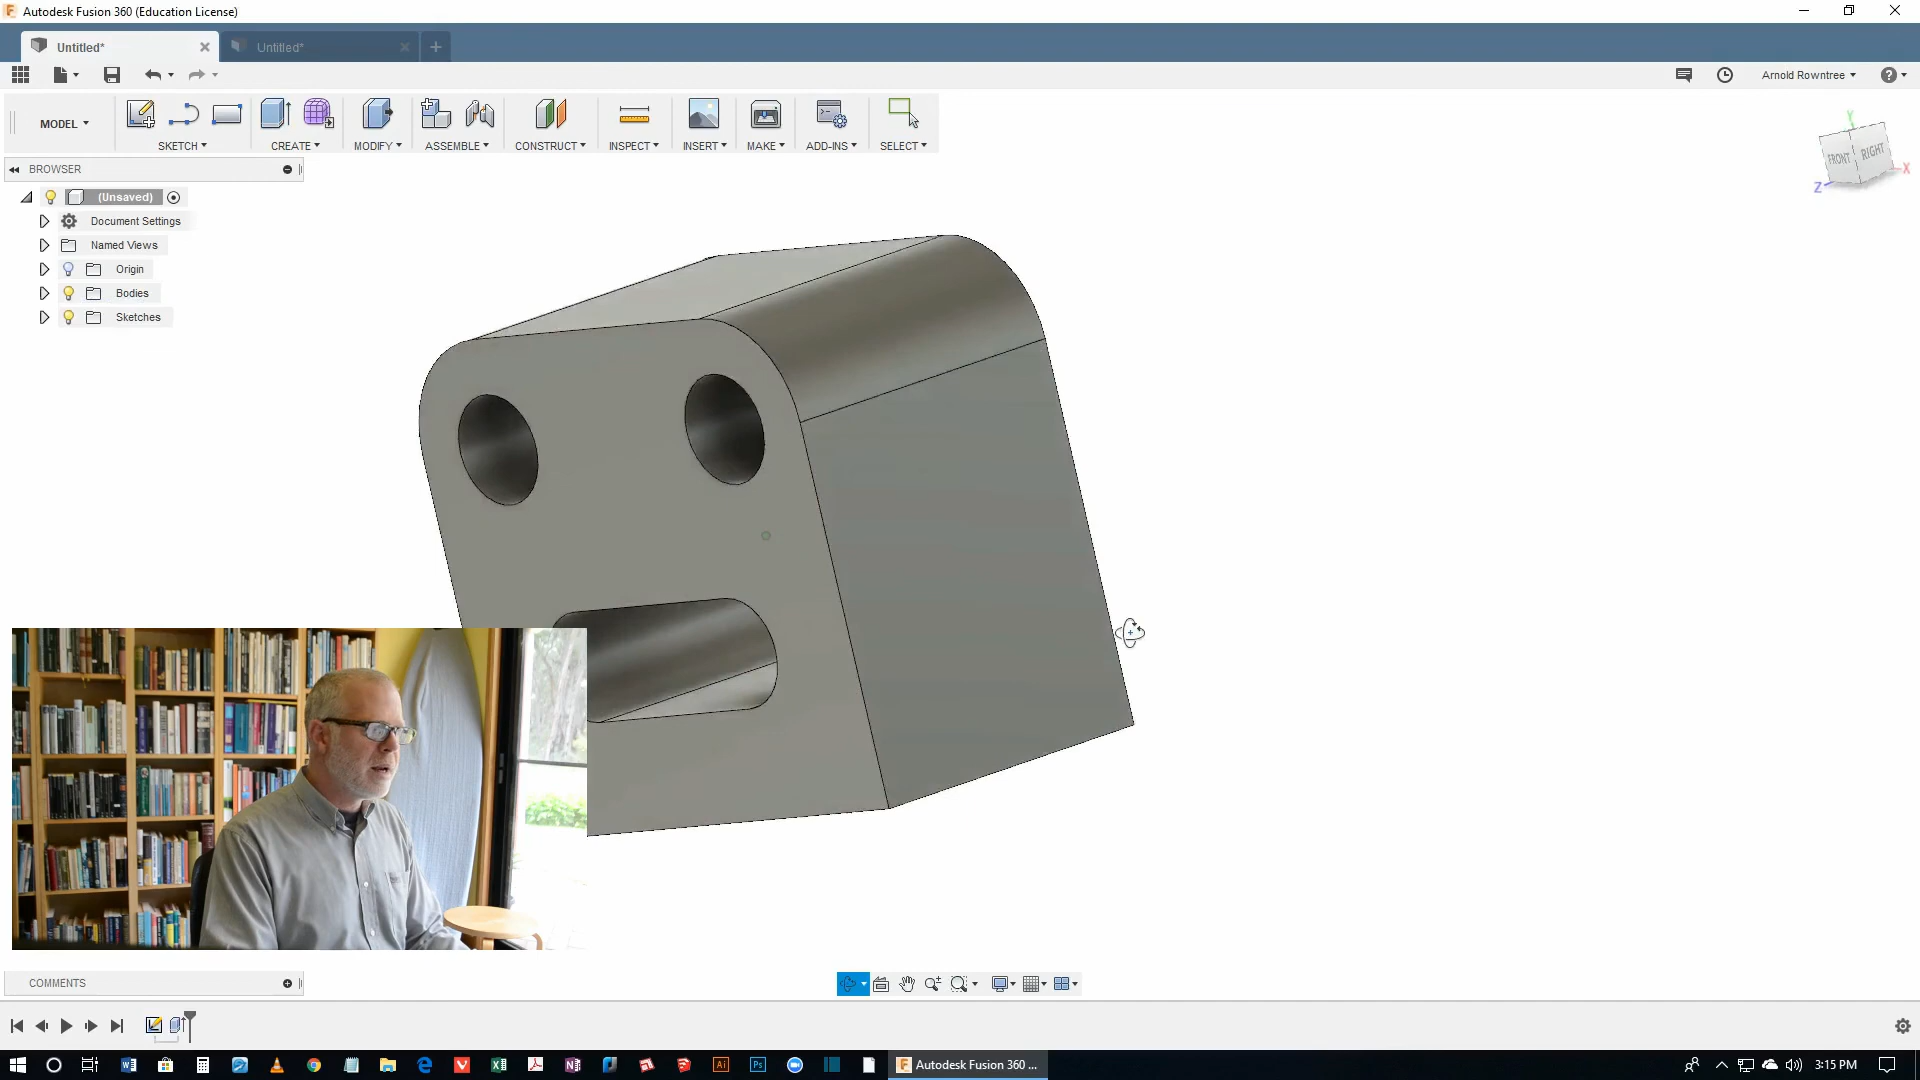 Autodesk Fusion 360 (Education License)
Untitled*
Untitled*
Arnold Rowntree
MODEL
SKETCH
CREATE
MODIFY
ASSEMBLE
CONSTRUCT
INSPECT
INSERT
MAKE
ADD-INS
SELECT
BROWSER
(Unsaved)
Document Settings
Named Views
Origin
Bodies
Sketches
Y
FRONT
RIGHT
X
Z
COMMENTS
Autodesk Fusion 360 ...
3:15 PM